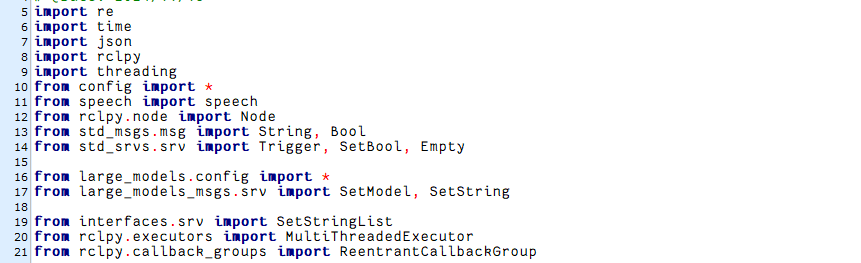 5 import re
6 import time
7 import json
8 import rclpy
9 import threading
10 from config import *
11 from speech import speech
12 from rclpy.node import Node
13 from std_msgs.msg import String, Bool
14 from std_srvs.srv import Trigger, SetBool, Empty
15
16 from large_models.config import *
17 from large_models_msgs.srv import SetModel, SetString
18
19 from interfaces.srv import SetStringList
20 from rclpy.executors import MultiThreadedExecutor
21 from rclpy.callback_groups import ReentrantCallbackGroup